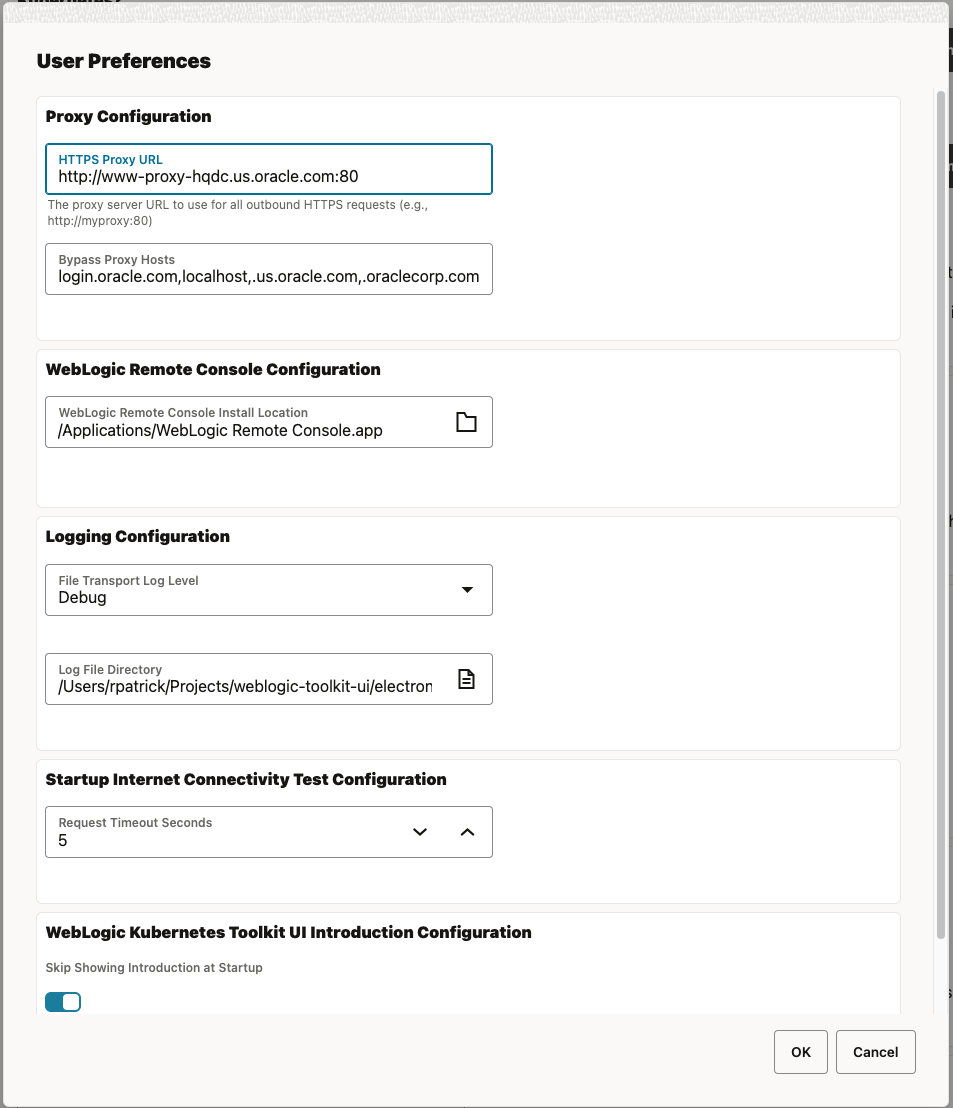 User Preferences
Proxy Configuration
HTTPS Proxy URL
http://www-proxy-hqdc.us.oracle.com:80
The proxy server URL to use for all outbound HTTPS requests (e.g.,
http://myproxy:80)
Bypass Proxy Hosts
login.oracle.com,localhost,.us.oracle.com,.oraclecorp.com
WebLogic Remote Console Configuration
WebLogic Remote Console Install Location
/Applications/WebLogic Remote Console.app
Logging Configuration
File Transport Log Level
Debug
Log File Directory
/Users/rpatrick/Projects/weblogic-toolkit-ui/electron
Startup Internet Connectivity Test Configuration
Request Timeout Seconds
5
WebLogic Kubernetes Toolkit UI Introduction Configuration
Skip Showing Introduction at Startup
OK
Cancel